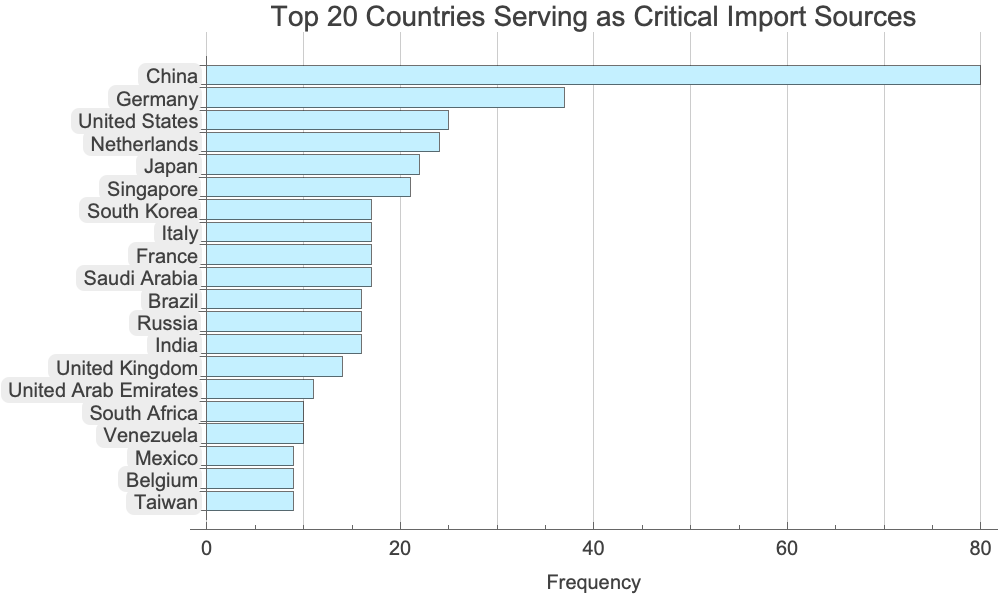 Top 20 Countries Serving as Critical Import Sources
China
Germany
United States
Netherlands
Japan
Singapore
South Korea
Italy
France
Saudi Arabia
Brazil
Russia
India
United Kingdom
United Arab Emirates
South Africa
Venezuela
Mexico
Belgium
Taiwan
0 20 40 60 80
Frequency